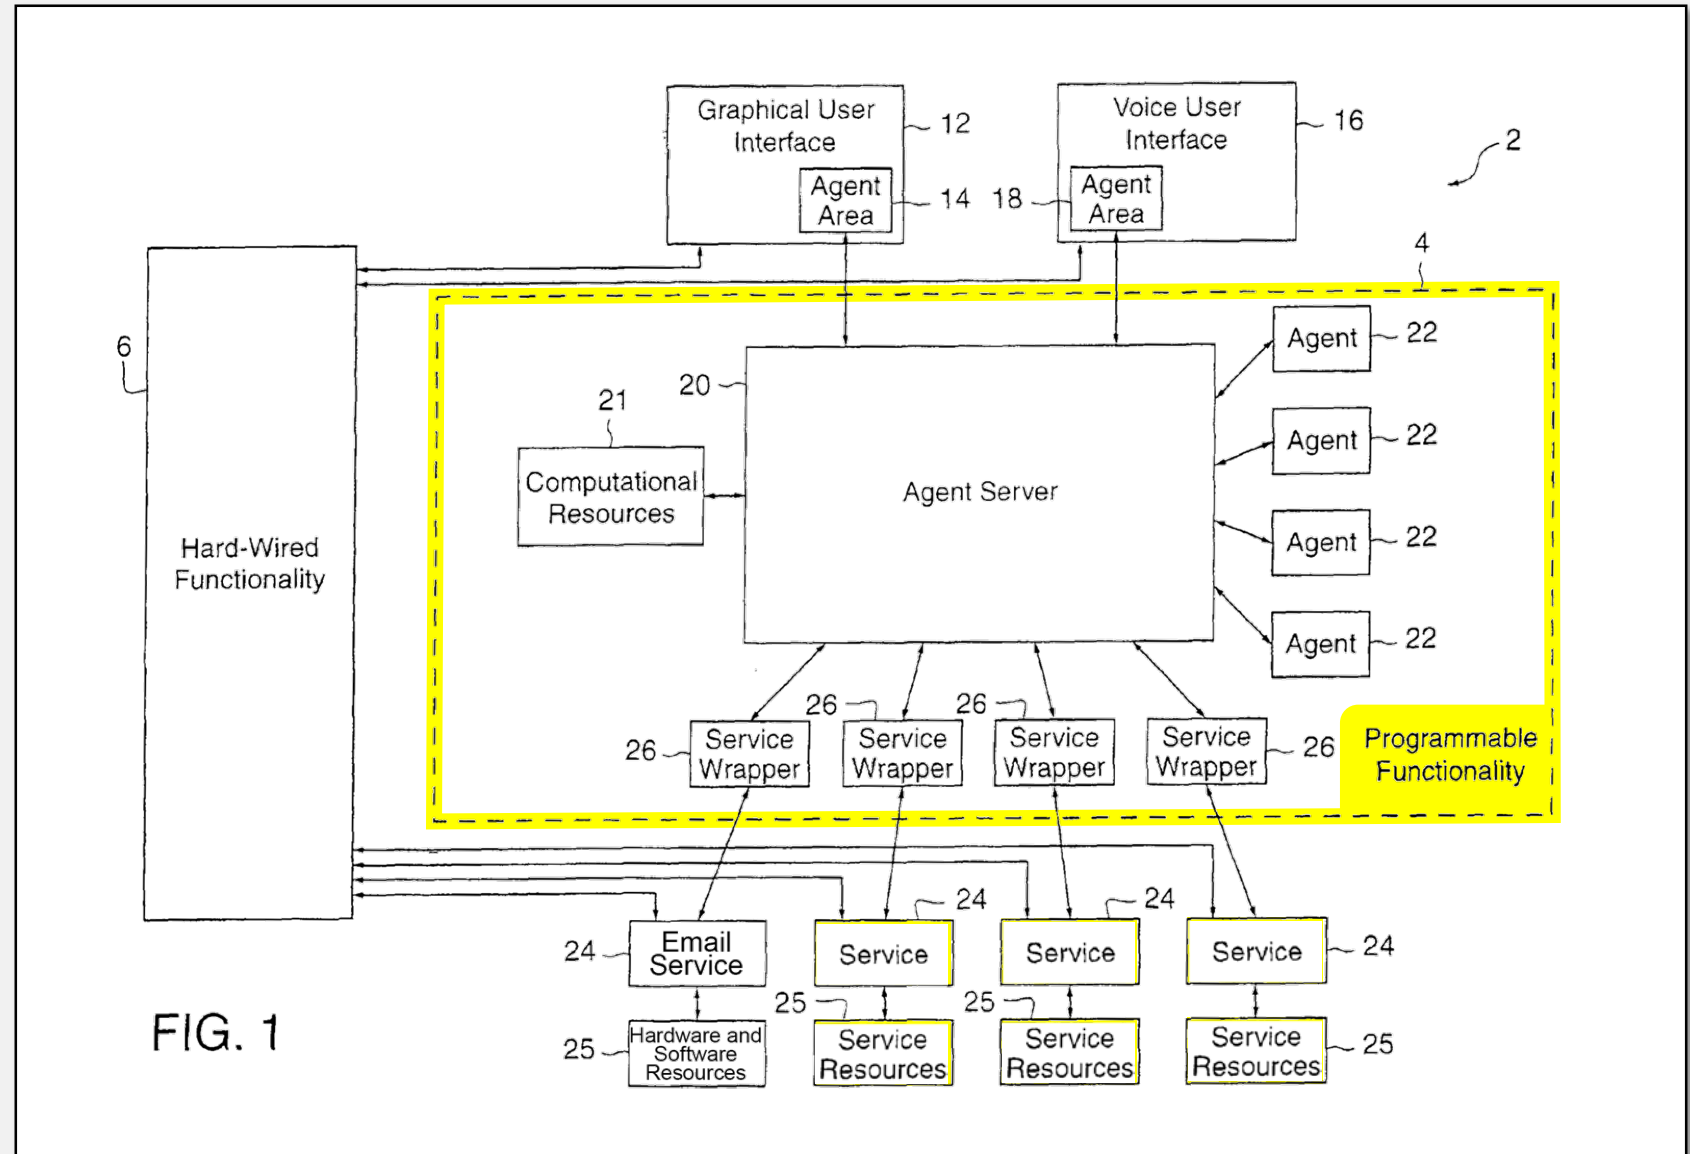 Graphical User
Interface
12
Agent
Area
14
Voice User
Interface
16
18
Agent
Area
2
4
6
Hard-Wired
Functionality
20
21
Computational
Resources
Agent Server
Agent
22
Agent
22
Agent
22
Agent
22
26
Service
Wrapper
26
Service
Wrapper
26
Service
Wrapper
Service
Wrapper
26
Programmable
Functionality
24
Email
Service
24
Service
24
Service
Service
24
25
Hardware and
Software
Resources
25
Service
Resources
25
Service
Resources
Service
Resources
25
FIG. 1